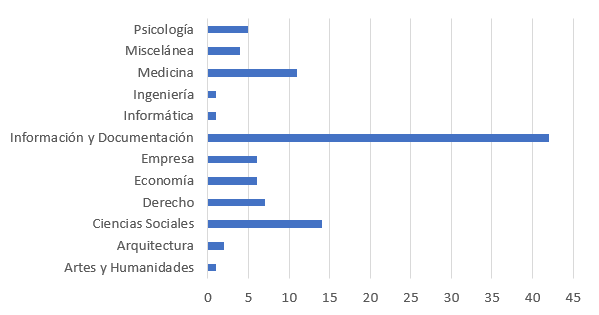 Psicología
Miscelánea
Medicina
Ingeniería
Informática
Información y Documentación
Empresa
Economía
Derecho
Ciencias Sociales
Arquitectura
Artes y Humanidades
0 5 10 15 20 25 30 35 40 45